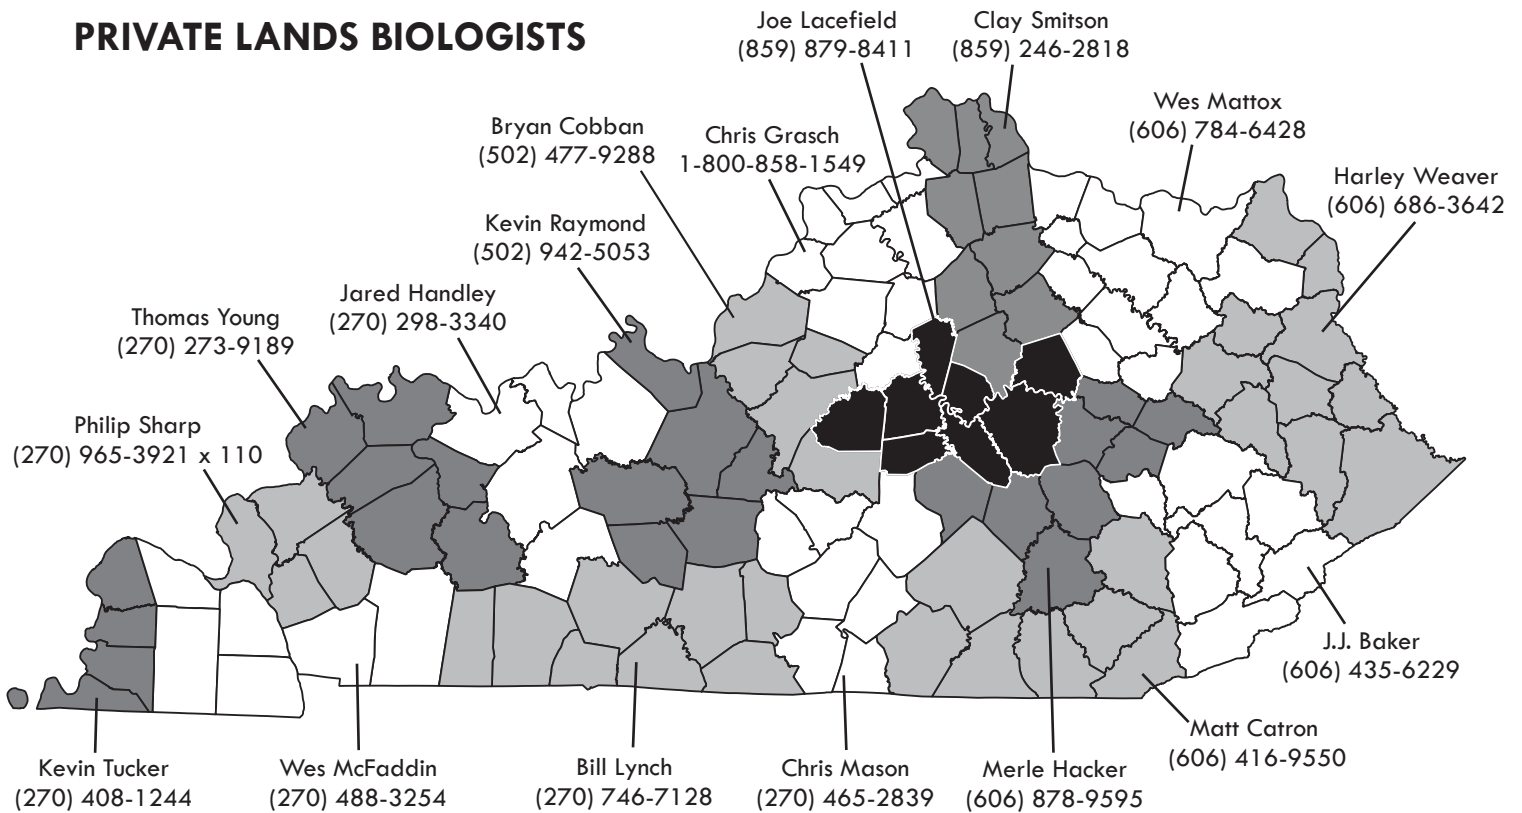 PRIVATE LANDS BIOLOGISTS
Joe Lacefield
(859) 879-8411
Clay Smitson
(859) 246-2818
Wes Mattox
(606) 784-6428
Bryan Cobban
(502) 477-9288
Chris Grasch
1-800-858-1549
Harley Weaver
(606) 686-3642
Kevin Raymond
(502) 942-5053
Jared Handley
(270) 298-3340
Thomas Young
(270) 273-9189
Philip Sharp
(270) 965-3921 x 110
J.J. Baker
(606) 435-6229
Matt Catron
(606) 416-9550
Kevin Tucker
(270) 408-1244
Wes McFaddin
(270) 488-3254
Bill Lynch
(270) 746-7128
Chris Mason
(270) 465-2839
Merle Hacker
(606) 878-9595